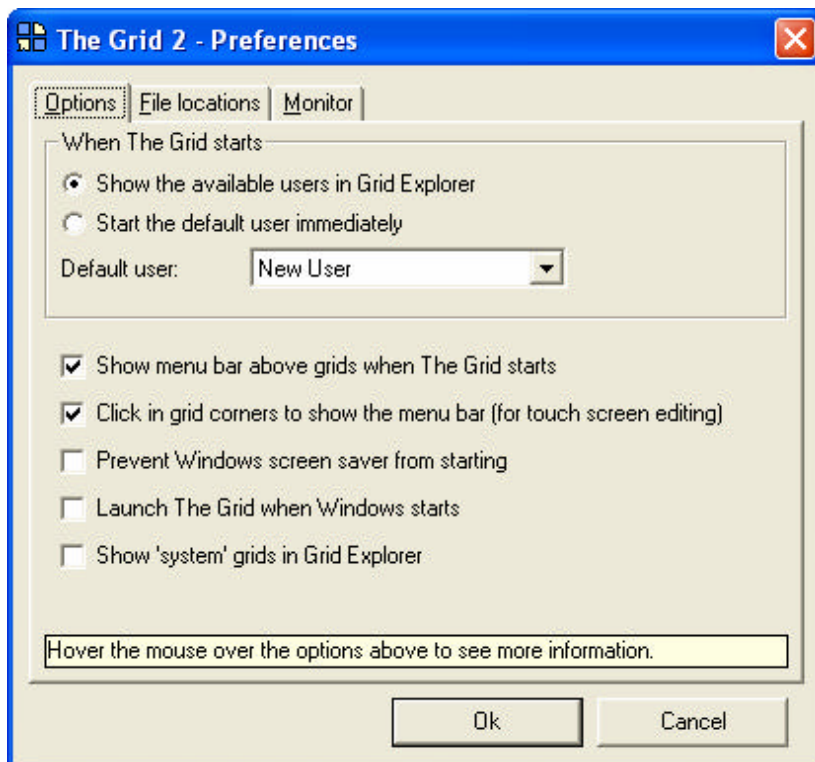 The Grid 2 - Preferences
Options File locations Monitor
When The Grid starts
Show the available users in Grid Explorer
Start the default user immediately
Default user: New User
Show menu bar above grids when The Grid starts
Click in grid corners to show the menu bar (for touch screen editing)
Prevent Windows screen saver from starting
Launch The Grid when Windows starts
Show 'system' grids in Grid Explorer
Hover the mouse over the options above to see more information.
Ok Cancel